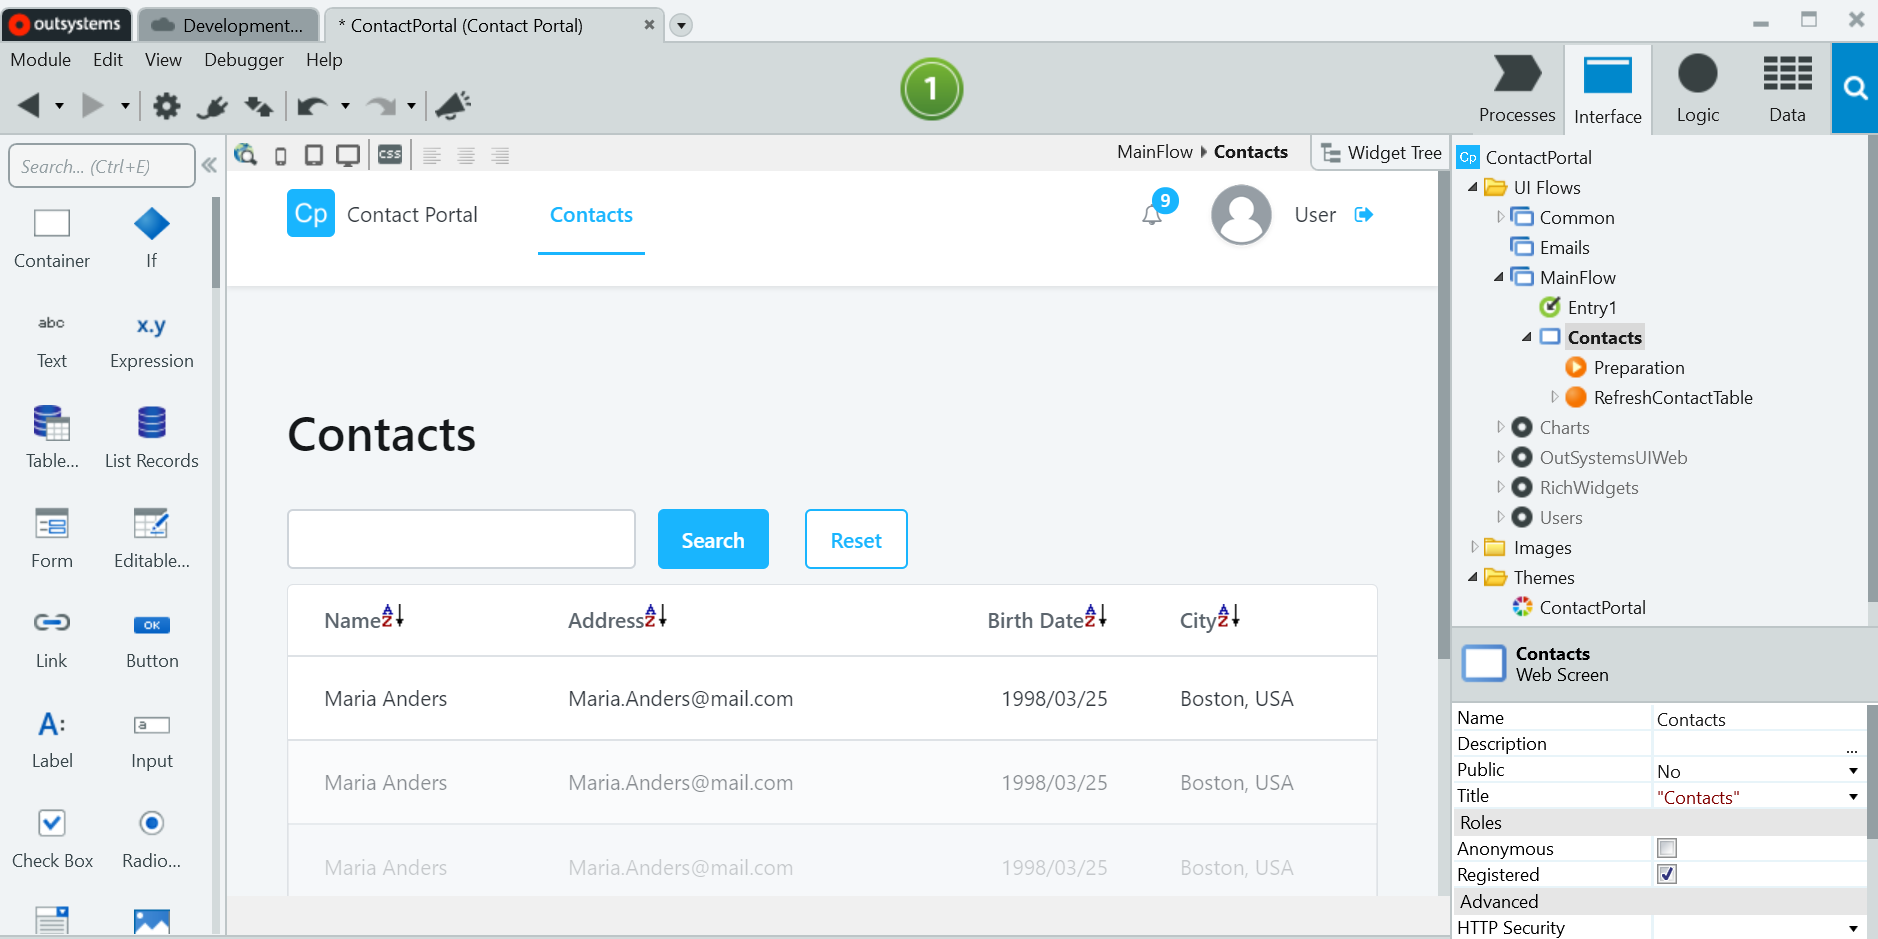 outsystems
Development...
* ContactPortal (Contact Portal)
Module Edit View Debugger Help
1
Processes Interface Logic Data
Search... (Ctrl+E)
css
MainFlow Contacts
Widget Tree
Container If
abc x.y
Text Expression
Table... List Records
Form Editable...
OK
Link Button
A: a
Label Input
Check Box Radio...
Cp Contact Portal Contacts 9 User
Contacts
Search Reset
Name AZ Address AZ Birth Date AZ City AZ
Maria Anders Maria.Anders@mail.com 1998/03/25 Boston, USA
Maria Anders Maria.Anders@mail.com 1998/03/25 Boston, USA
Maria Anders Maria.Anders@mail.com 1998/03/25 Boston, USA
Cp ContactPortal
UI Flows
Common
Emails
MainFlow
Entry1
Contacts
Preparation
RefreshContactTable
Charts
OutSystemsUIWeb
RichWidgets
Users
Images
Themes
ContactPortal
Contacts
Web Screen
Name Contacts
Description ...
Public No
Title "Contacts"
Roles
Anonymous
Registered
Advanced
HTTP Security